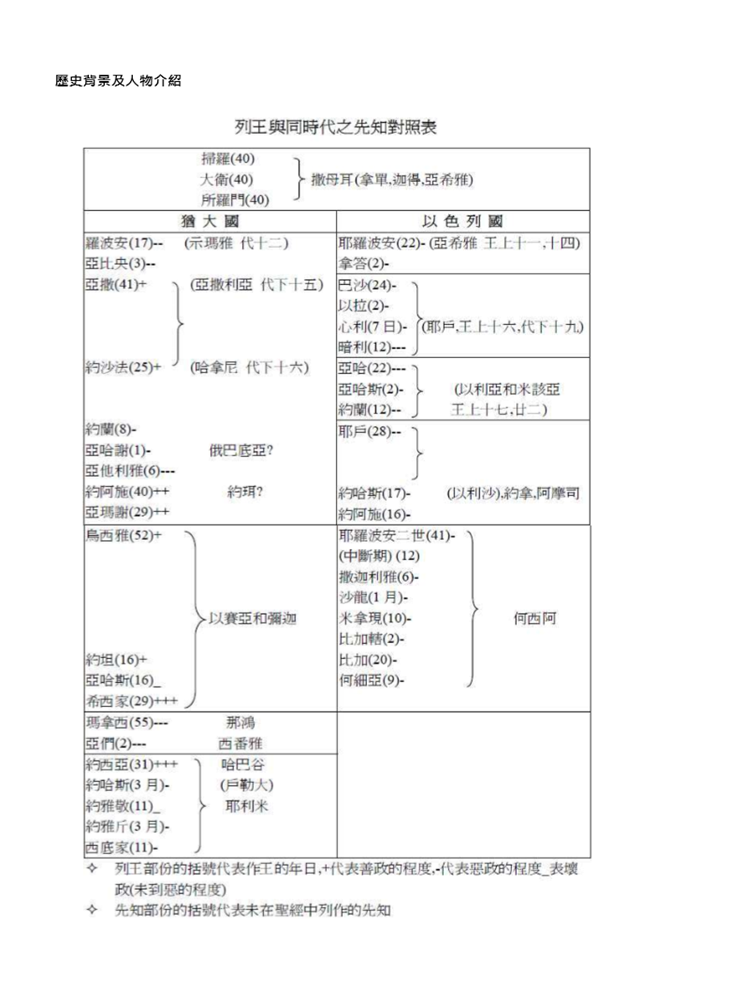 歷史背景及人物介紹
列王與同時代之先知對照表
掃羅(40)
大衛(40) 撒母耳(拿單,迦得,亞希雅)
所羅門(40)
猶大國 以色列國
羅波安(17)-- (示瑪雅 代十二) 耶羅波安(22)- (亞希雅 王上十一,十四)
亞比央(3)-- 拿答(2)-
亞撒(41)+ (亞撒利亞 代下十五) 巴沙(24)-
以拉(2)-
心利(7日)- (耶戶,王上十六,代下十九)
暗利(12)---
約沙法(25)+ (哈拿尼 代下十六) 亞哈(22)---
亞哈斯(2)- (以利亞和米該亞
約蘭(12)-- 王上十七,廿二)
約蘭(8)- 耶戶(28)--
亞哈謝(1)- 俄巴底亞?
亞他利雅(6)---
約阿施(40)++ 約珥? 約哈斯(17)- (以利沙),約拿,阿摩司
亞瑪謝(29)++ 約阿施(16)-
烏西雅(52)+ 耶羅波安二世(41)-
(中斷期) (12)
撒迦利雅(6)-
沙龍(1月)-
以賽亞和彌迦 米拿現(10)- 何西阿
比加轄(2)-
約坦(16)+ 比加(20)-
亞哈斯(16)_ 何細亞(9)-
希西家(29)+++
瑪拿西(55)--- 那鴻
亞們(2)--- 西番雅
約西亞(31)+++ 哈巴谷
約哈斯(3月)- (戶勒大)
約雅敬(11)_ 耶利米
約雅斤(3月)-
西底家(11)-
✧ 列王部份的括號代表作王的年日,+代表善政的程度,-代表惡政的程度_表壞
政(未到惡的程度)
✧ 先知部份的括號代表未在聖經中列作的先知